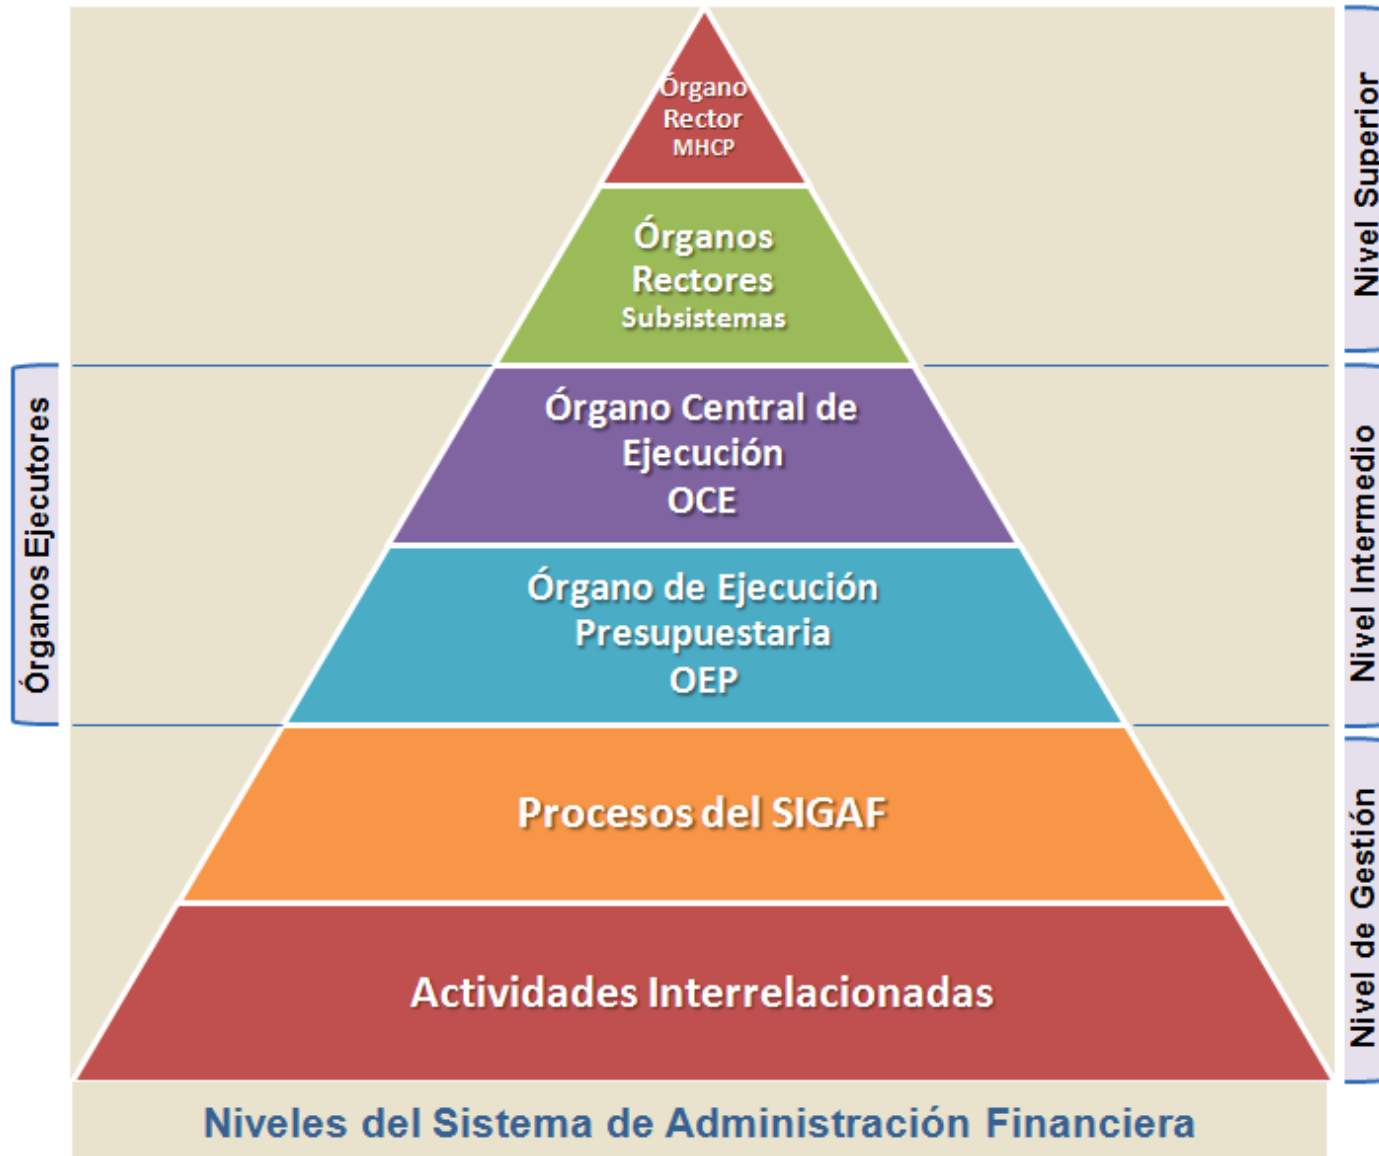 Órgano
Rector
MHCP
Nivel Superior
Órganos
Rectores
Subsistemas
Órganos Ejecutores
Órgano Central de
Ejecución
OCE
Nivel Intermedio
Órgano de Ejecución
Presupuestaria
OEP
Procesos del SIGAF
Nivel de Gestión
Actividades Interrelacionadas
Niveles del Sistema de Administración Financiera